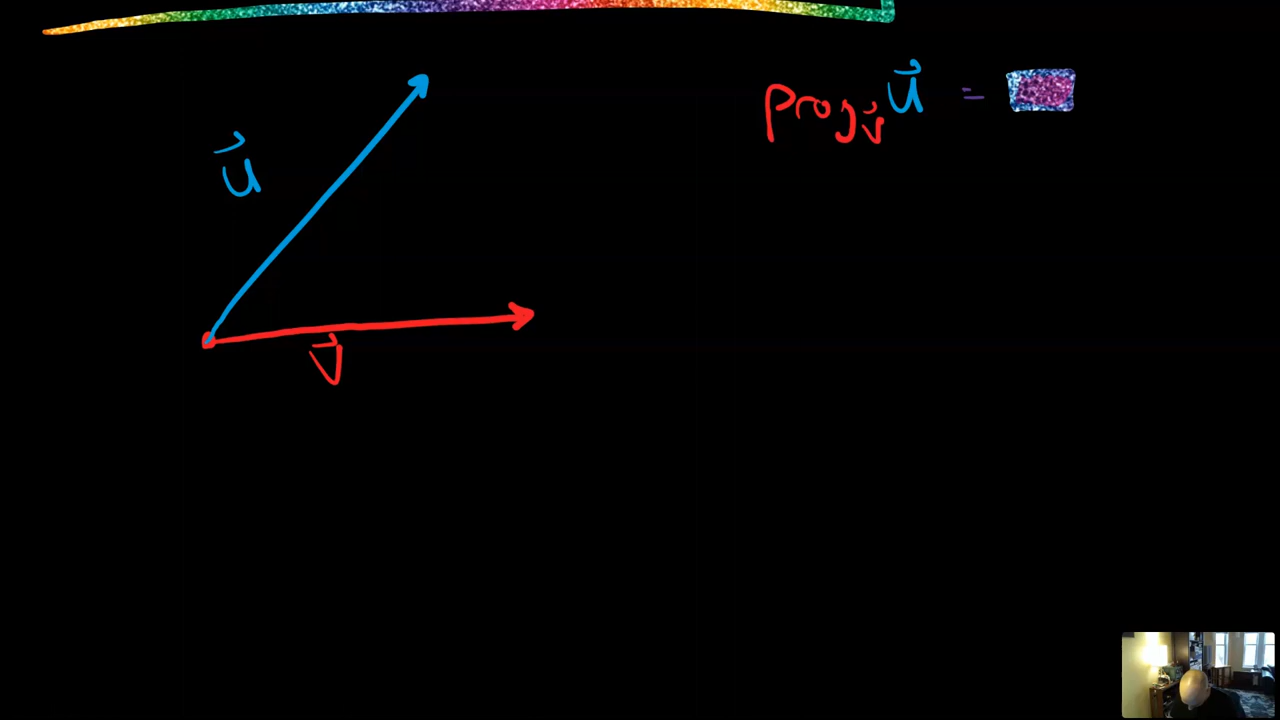 proj_v⃗ u⃗ =
u⃗
v⃗